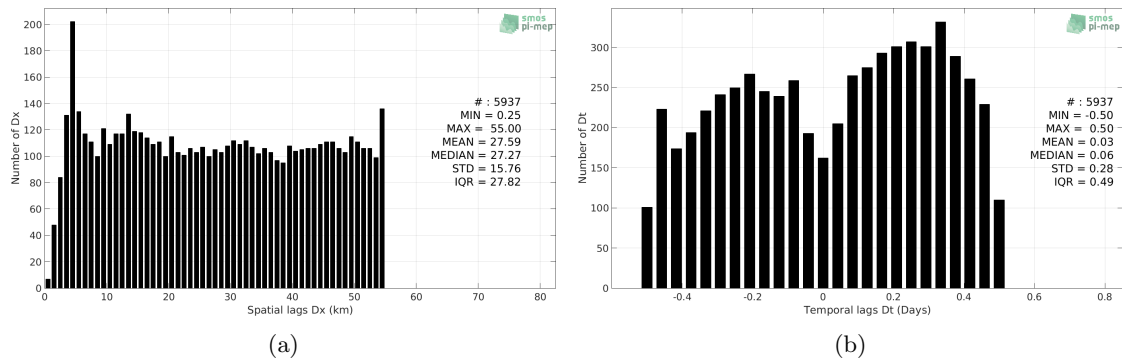 smos
pi-mep
200
180
160
140
120
100
80
60
40
20
0
Number of Dx
# : 5937
MIN = 0.25
MAX = 55.00
MEAN = 27.59
MEDIAN = 27.27
STD = 15.76
IQR = 27.82
0 10 20 30 40 50 60 70 80
Spatial lags Dx (km)
(a)
smos
pi-mep
300
250
200
150
100
50
0
Number of Dt
# : 5937
MIN = -0.50
MAX = 0.50
MEAN = 0.03
MEDIAN = 0.06
STD = 0.28
IQR = 0.49
-0.4 -0.2 0 0.2 0.4 0.6 0.8
Temporal lags Dt (Days)
(b)